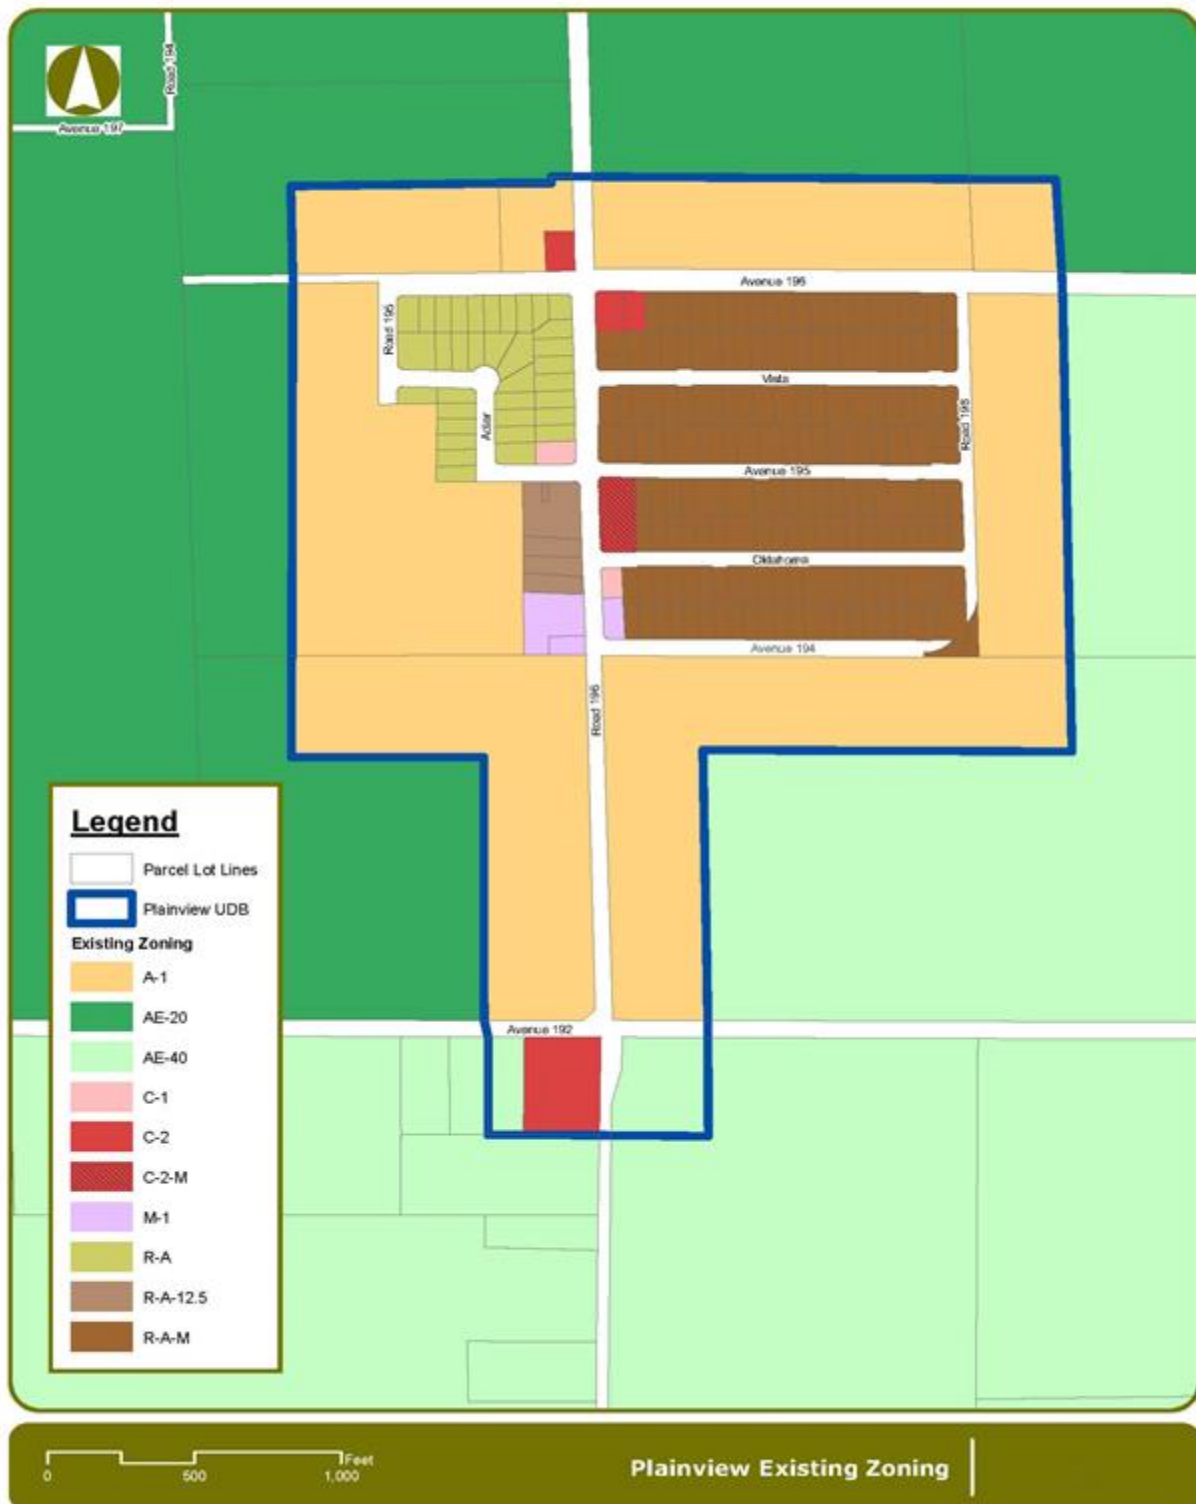 Road 194
Avenue 197
Avenue 196
Road 195
Vista
Adler
Road 198
Avenue 195
Oklahoma
Avenue 194
Road 196
Legend
Parcel Lot Lines
Plainview UDB
Existing Zoning
A-1
AE-20
AE-40
C-1
C-2
C-2-M
M-1
R-A
R-A-12.5
R-A-M
Avenue 192
Feet
0 500 1,000
Plainview Existing Zoning